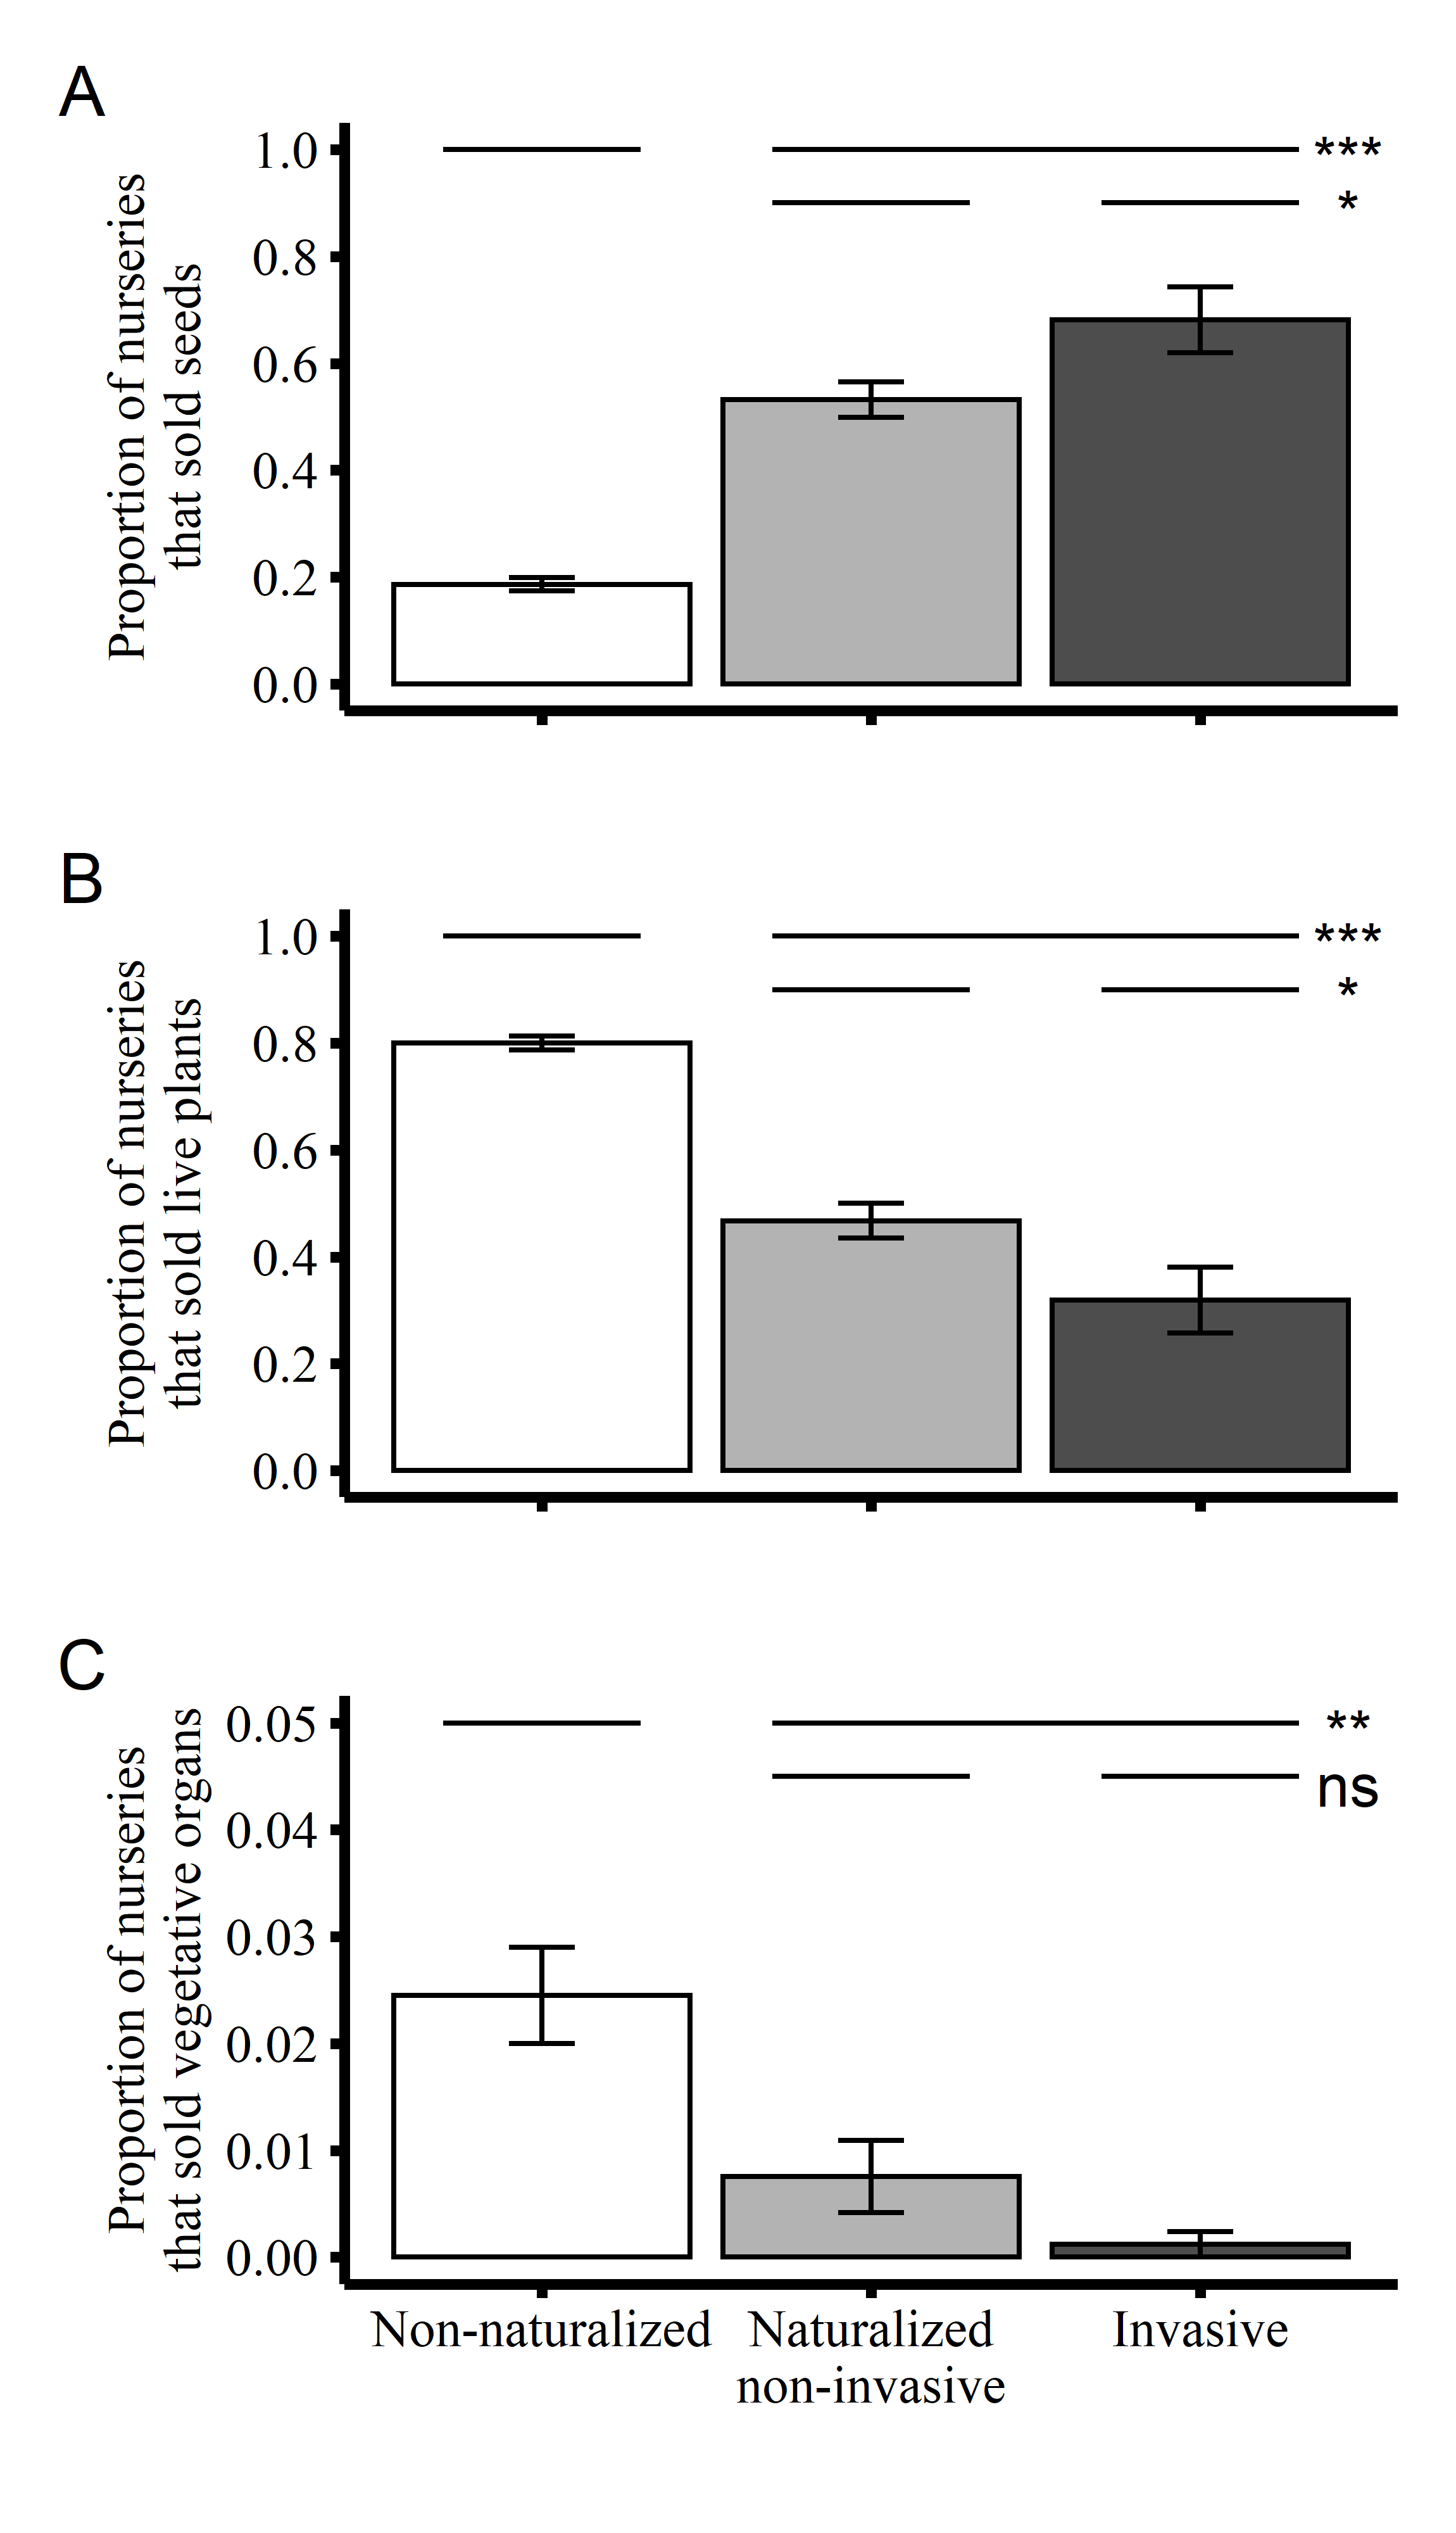 A
Proportion of nurseries
that sold seeds
1.0
0.8
0.6
0.4
0.2
0.0
***
*
B
Proportion of nurseries
that sold live plants
1.0
0.8
0.6
0.4
0.2
0.0
***
*
C
Proportion of nurseries
that sold vegetative organs
0.05
0.04
0.03
0.02
0.01
0.00
**
ns
Non-naturalized
Naturalized
non-invasive
Invasive